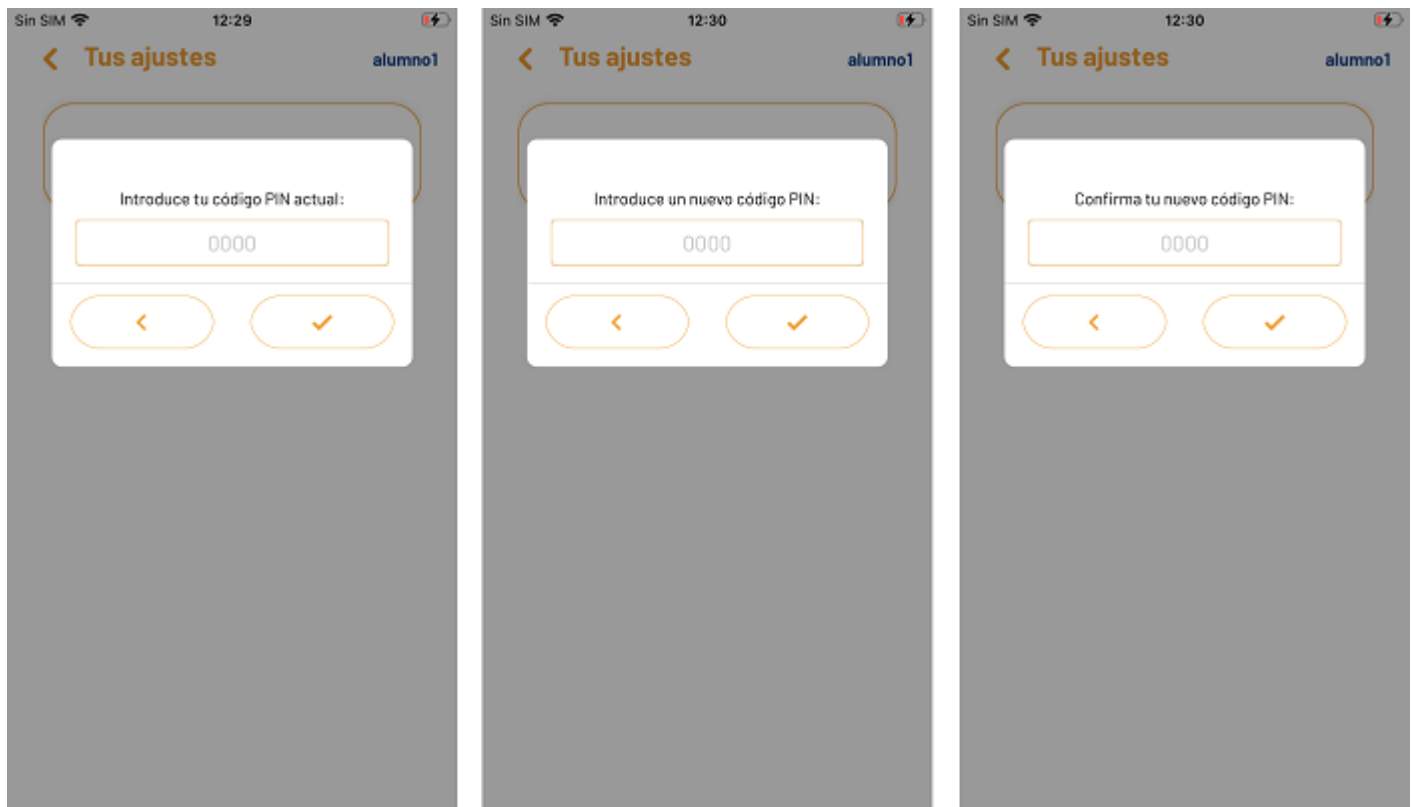 Sin SIM 12:29
Tus ajustes alumno1
Introduce tu código PIN actual:
0000
Sin SIM 12:30
Tus ajustes alumno1
Introduce un nuevo código PIN:
0000
Sin SIM 12:30
Tus ajustes alumno1
Confirma tu nuevo código PIN:
0000